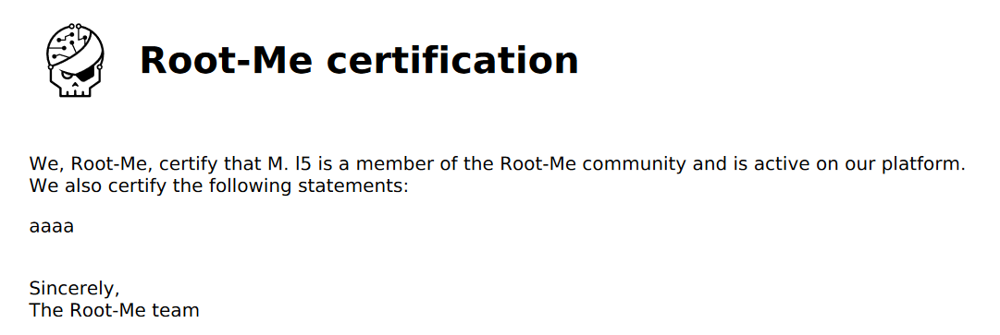 Root-Me certification
We, Root-Me, certify that M. l5 is a member of the Root-Me community and is active on our platform.
We also certify the following statements:
aaaa
Sincerely,
The Root-Me team